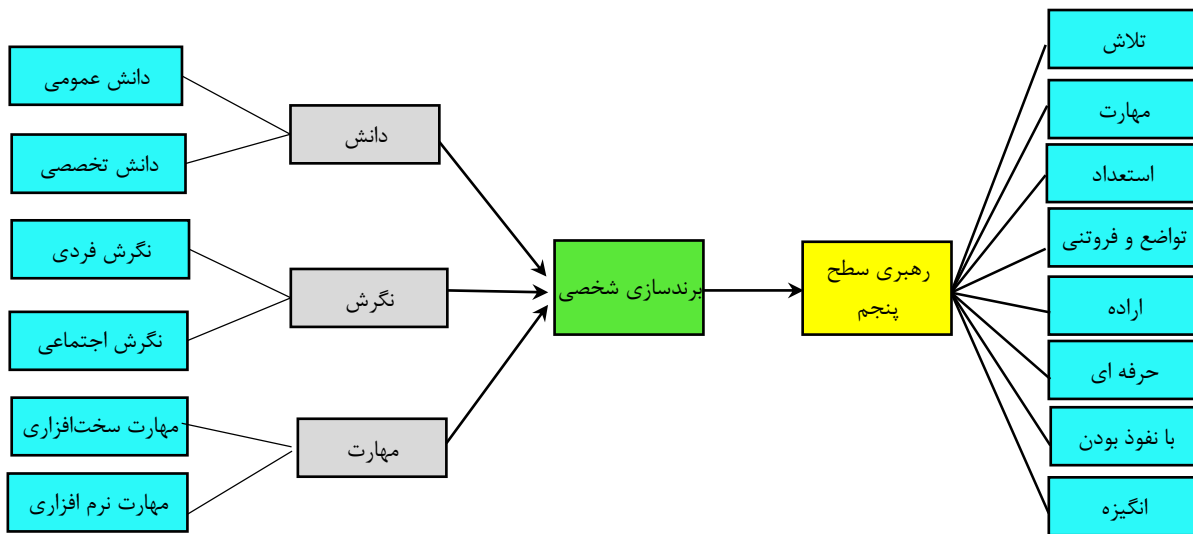 دانش عمومی
دانش تخصصی
نگرش فردی
نگرش اجتماعی
مهارت سخت‌افزاری
مهارت نرم افزاری
دانش
نگرش
مهارت
برندسازی شخصی
رهبری سطح
پنجم
تلاش
مهارت
استعداد
تواضع و فروتنی
اراده
حرفه ای
با نفوذ بودن
انگیزه